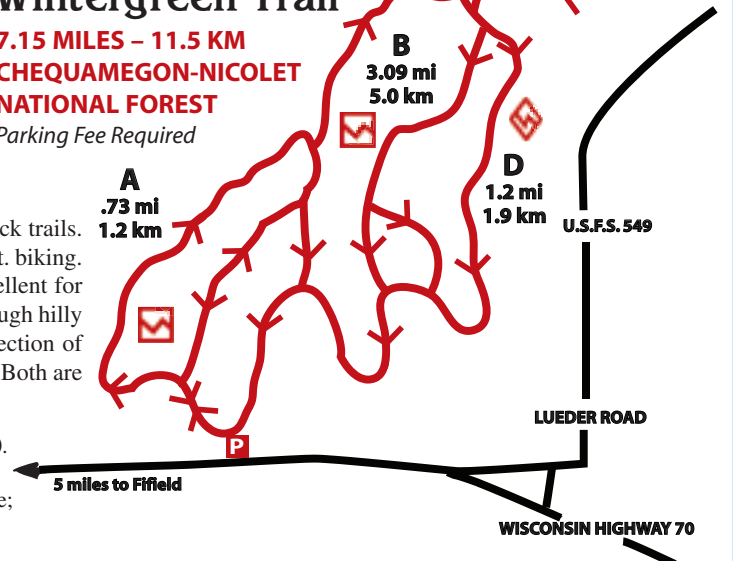 Wintergreen Trail
7.15 MILES – 11.5 KM
CHEQUAMEGON-NICOLET
NATIONAL FOREST
Parking Fee Required
B
3.09 mi
5.0 km
A
.73 mi
1.2 km
D
1.2 mi
1.9 km
U.S.F.S. 549
ck trails.
t. biking.
ellent for
ugh hilly
ection of
Both are
).
e;
LUEDER ROAD
P
5 miles to Fifield
WISCONSIN HIGHWAY 70